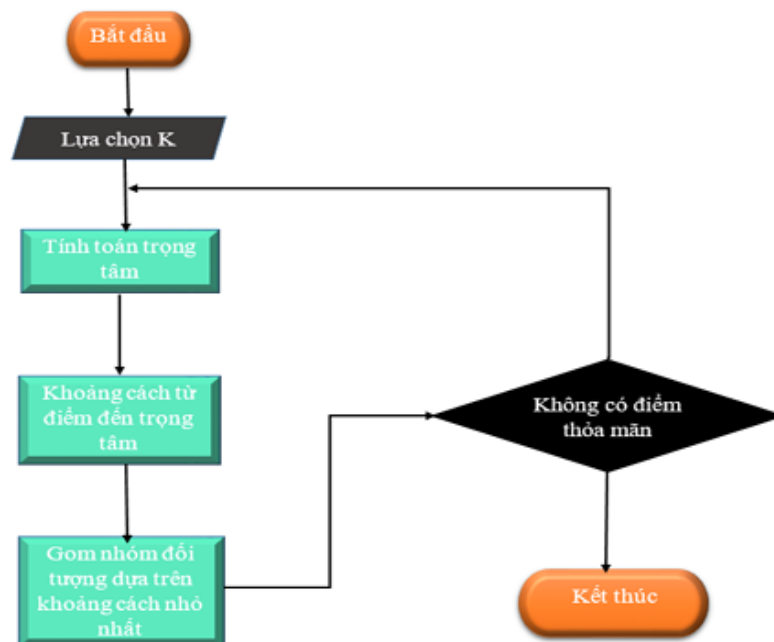 Bắt đầu
Lựa chọn K
Tính toán trọng
tâm
Khoảng cách từ
điểm đến trọng
tâm
Gom nhóm đối
tượng dựa trên
khoảng cách nhỏ
nhất
Không có điểm
thỏa mãn
Kết thúc